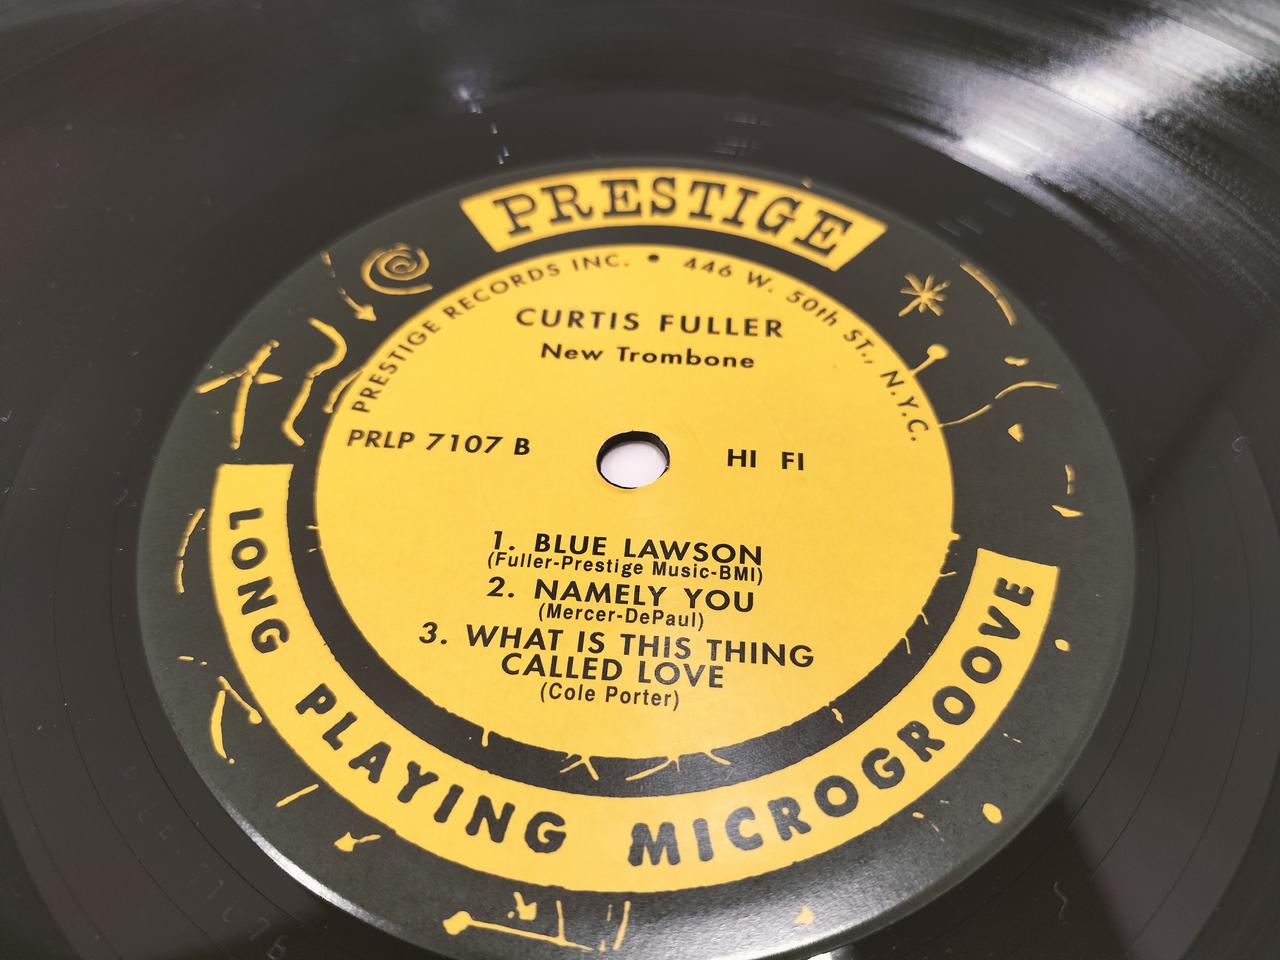 PRESTIGE
PRESTIGE RECORDS INC. • 446 W. 50th ST., N.Y.C.
CURTIS FULLER
New Trombone
PRLP 7107 B
HI FI
1. BLUE LAWSON
(Fuller-Prestige Music-BMI)
2. NAMELY YOU
(Mercer-DePaul)
3. WHAT IS THIS THING
CALLED LOVE
(Cole Porter)
LONG PLAYING MICROGROOVE